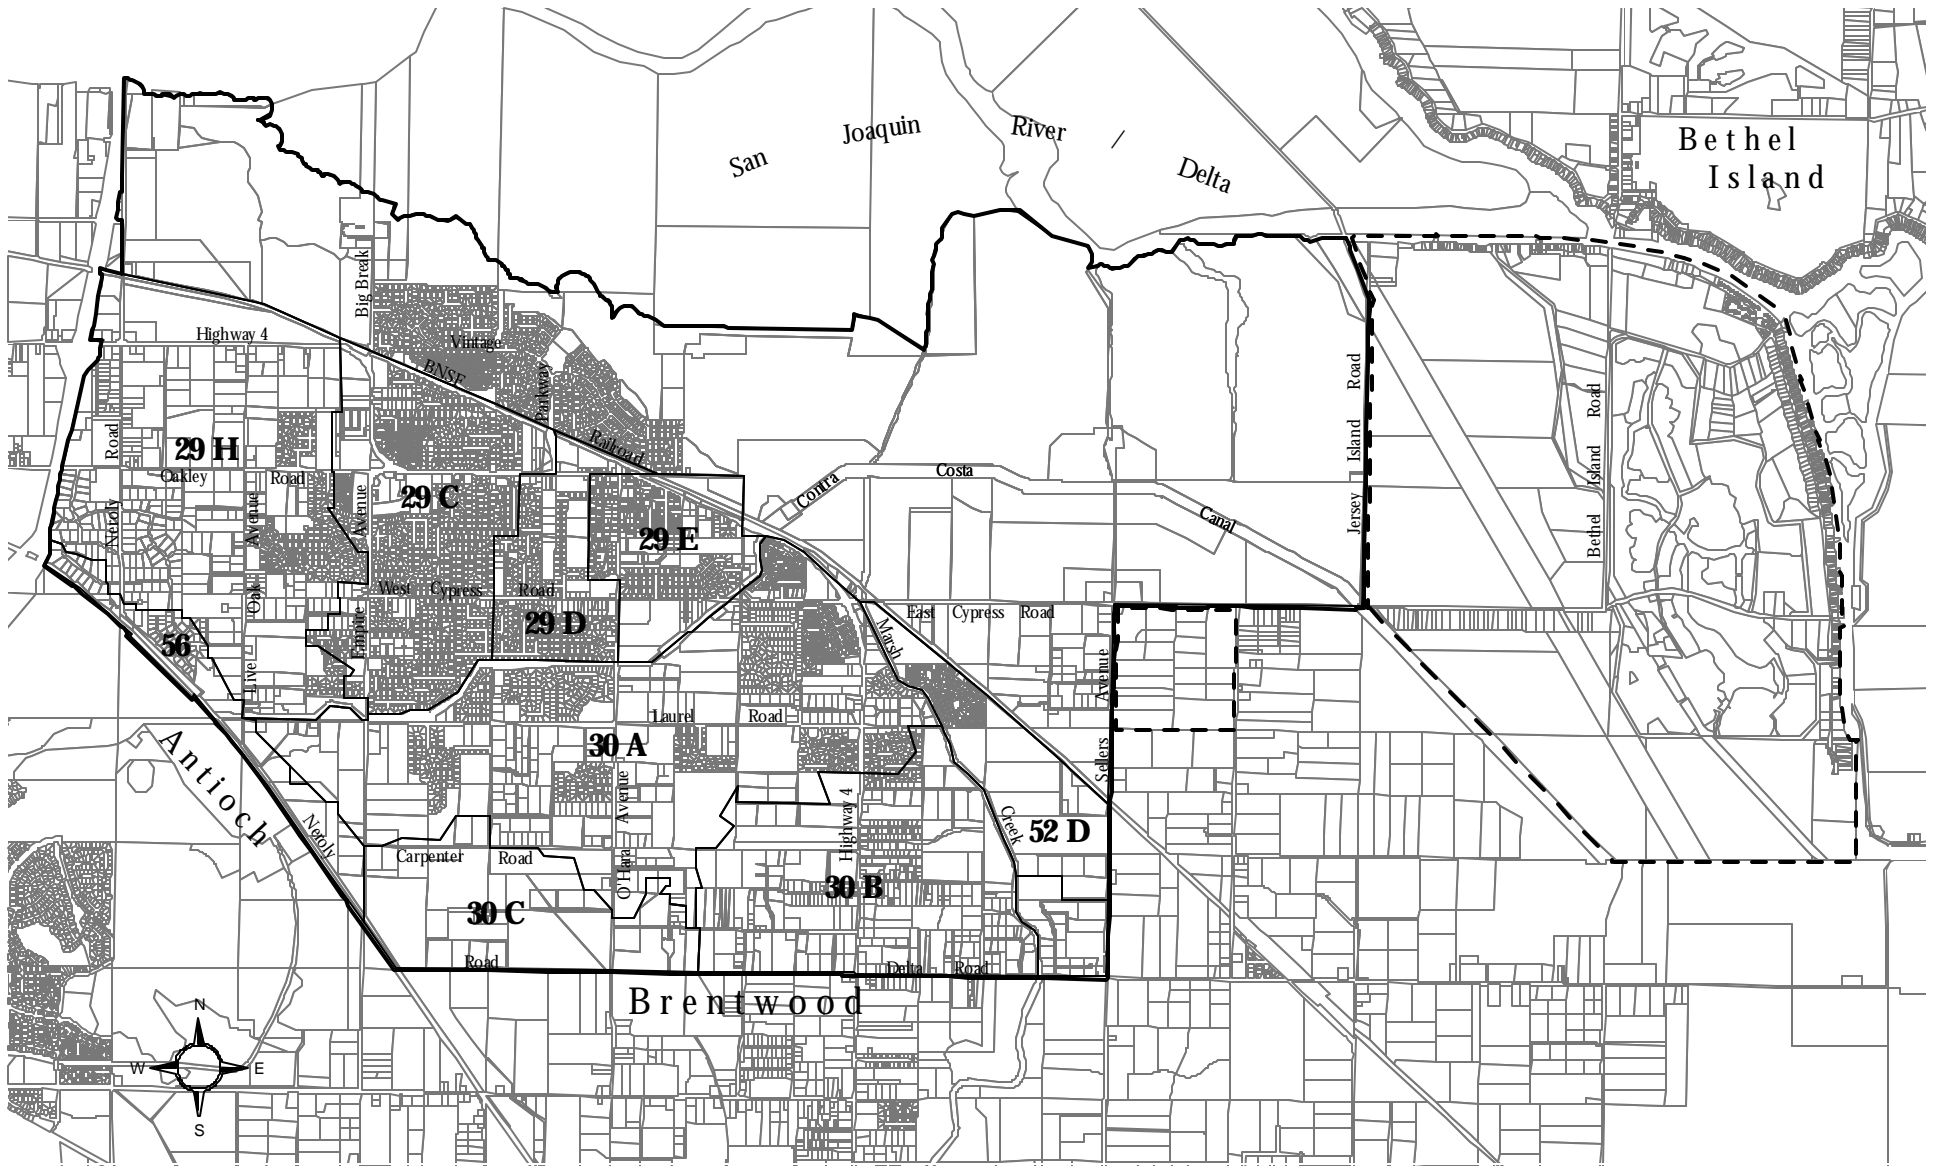 San Joaquin River / Delta
Bethel
Island
Big Break
Highway 4
Vintage
Parkway
BNSF
Railroad
Jersey Island Road
Bethel Island Road
29 H
Oakley Road
Neroly Road
29 C
Contra Costa Canal
29 E
Live Oak Avenue
Empire Avenue
West Cypress Road
29 D
East Cypress Road
56
Marsh Creek
Sellers Avenue
Laurel Road
30 A
Antioch
Neroly
O'Hara Avenue
Highway 4
52 D
Carpenter Road
30 B
30 C
Road
Delta Road
Brentwood
N
W
E
S